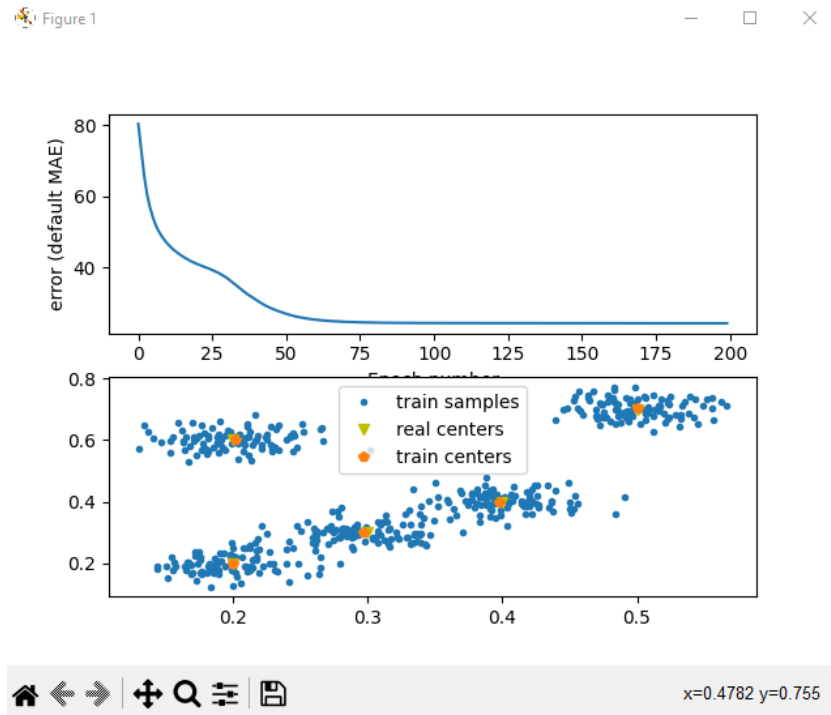 Figure 1
error (default MAE)
80
60
40
0 25 50 75 100 125 150 175 200
Epoch number
0.8
0.6
0.4
0.2
train samples
real centers
train centers
0.2 0.3 0.4 0.5
x=0.4782 y=0.755